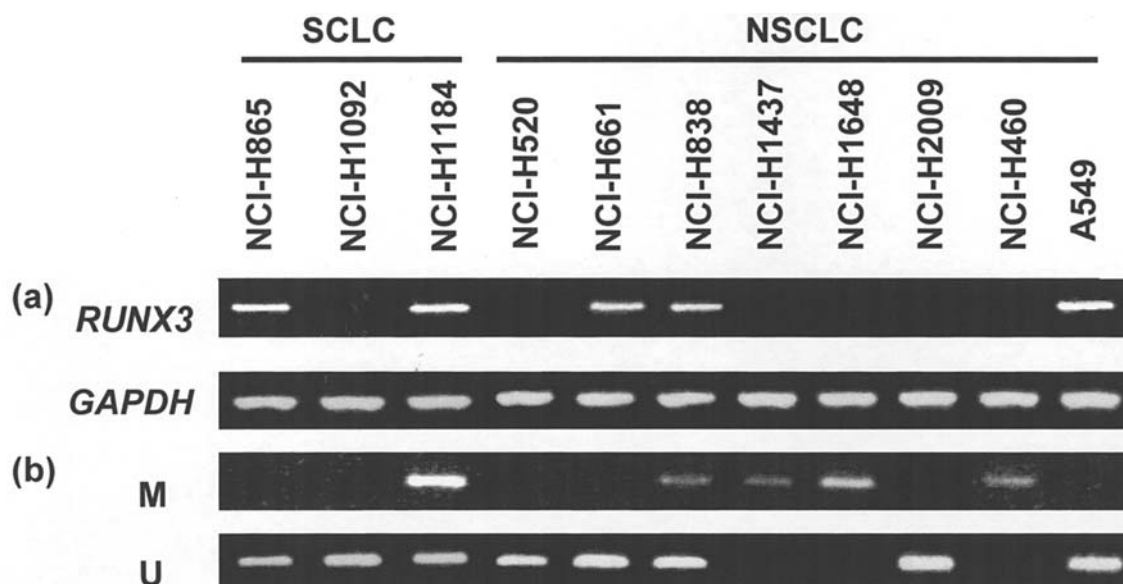 SCLC NSCLC
NCI-H865 NCI-H1092 NCI-H1184 NCI-H520 NCI-H661 NCI-H838 NCI-H1437 NCI-H1648 NCI-H2009 NCI-H460 A549
(a) RUNX3
GAPDH
(b) M
U